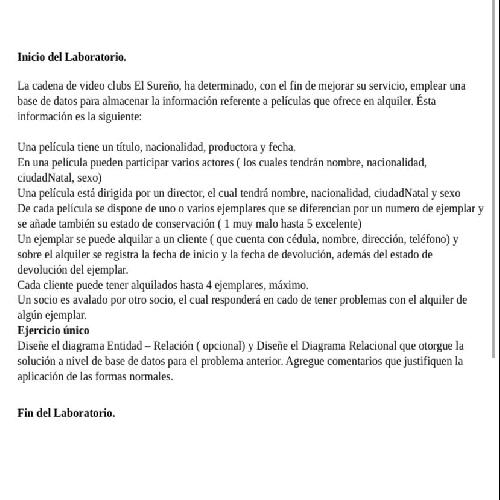 Inicio del Laboratorio.
La cadena de video clubs El Sureño, ha determinado, con el fin de mejorar su servicio, emplear una
base de datos para almacenar la información referente a películas que ofrece en alquiler. Ésta
información es la siguiente:
Una película tiene un título, nacionalidad, productora y fecha.
En una película pueden participar varios actores ( los cuales tendrán nombre, nacionalidad,
ciudadNatal, sexo)
Una película está dirigida por un director, el cual tendrá nombre, nacionalidad, ciudadNatal y sexo
De cada película se dispone de uno o varios ejemplares que se diferencian por un numero de ejemplar y
se añade también su estado de conservación ( 1 muy malo hasta 5 excelente)
Un ejemplar se puede alquilar a un cliente ( que cuenta con cédula, nombre, dirección, teléfono) y
sobre el alquiler se registra la fecha de inicio y la fecha de devolución, además del estado de
devolución del ejemplar.
Cada cliente puede tener alquilados hasta 4 ejemplares, máximo.
Un socio es avalado por otro socio, el cual responderá en cado de tener problemas con el alquiler de
algún ejemplar.
Ejercicio único
Diseñe el diagrama Entidad – Relación ( opcional) y Diseñe el Diagrama Relacional que otorgue la
solución a nivel de base de datos para el problema anterior. Agregue comentarios que justifiquen la
aplicación de las formas normales.
Fin del Laboratorio.